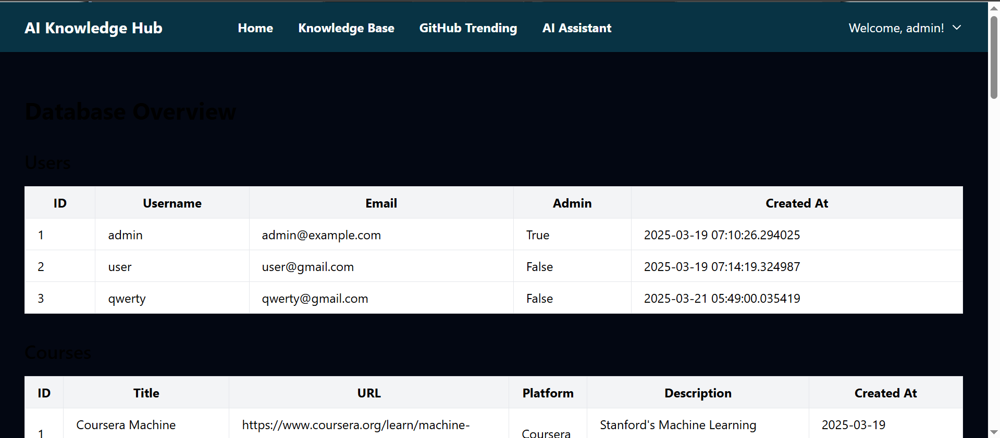 AI Knowledge Hub Home Knowledge Base GitHub Trending AI Assistant Welcome, admin!
Database Overview
Users
ID Username Email Admin Created At
1 admin admin@example.com True 2025-03-19 07:10:26.294025
2 user user@gmail.com False 2025-03-19 07:14:19.324987
3 qwerty qwerty@gmail.com False 2025-03-21 05:49:00.035419
Courses
ID Title URL Platform Description Created At
Coursera Machine https://www.coursera.org/learn/machine- Stanford's Machine Learning 2025-03-19
1 Coursera